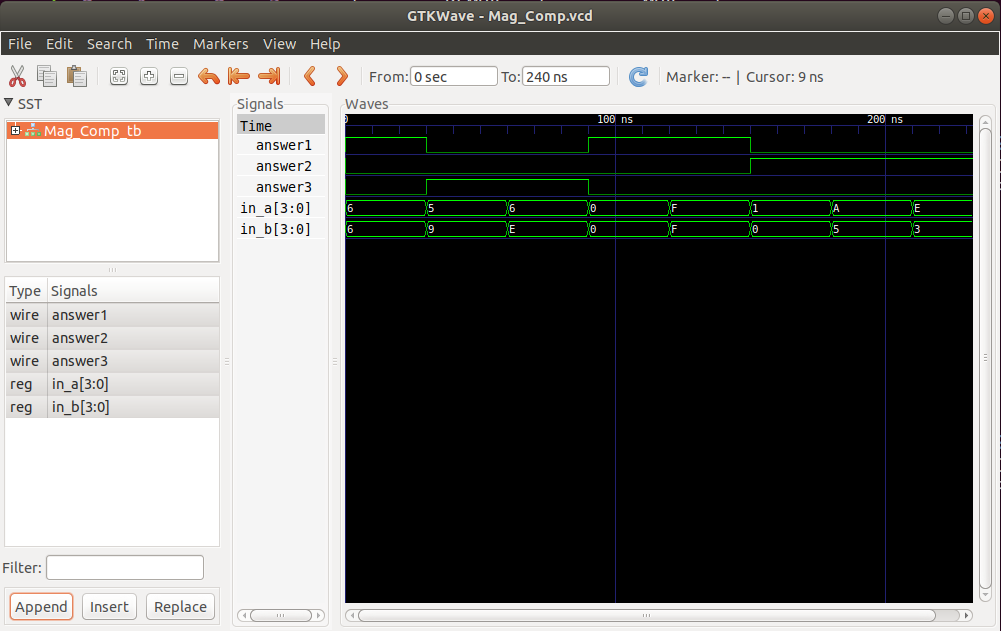 GTKWave - Mag_Comp.vcd
File Edit Search Time Markers View Help
From: 0 sec To: 240 ns Marker: -- | Cursor: 9 ns
SST
Mag_Comp_tb
Type Signals
wire answer1
wire answer2
wire answer3
reg in_a[3:0]
reg in_b[3:0]
Filter:
Append Insert Replace
Signals
Time
answer1
answer2
answer3
in_a[3:0]
in_b[3:0]
Waves
0 100 ns 200 ns
6 5 6 0 F 1 A E
6 9 E 0 F 0 5 3